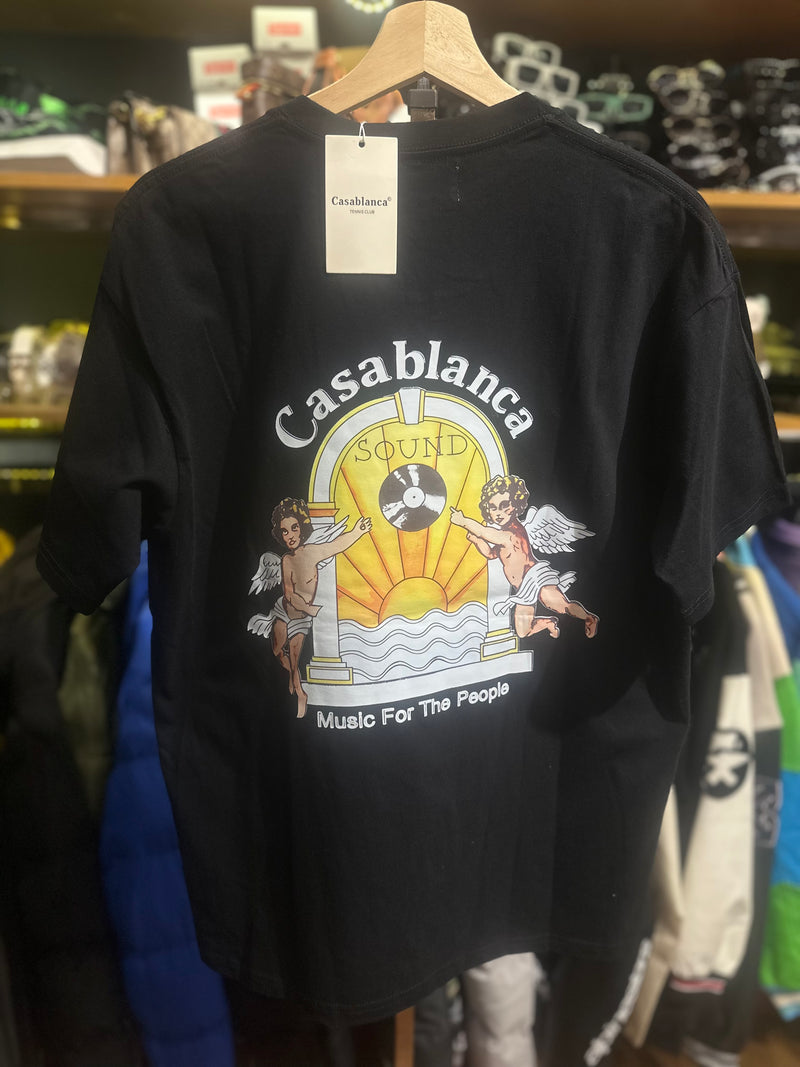 Casablanca©
TENNIS CLUB
Casablanca
SOUND
Music For The People